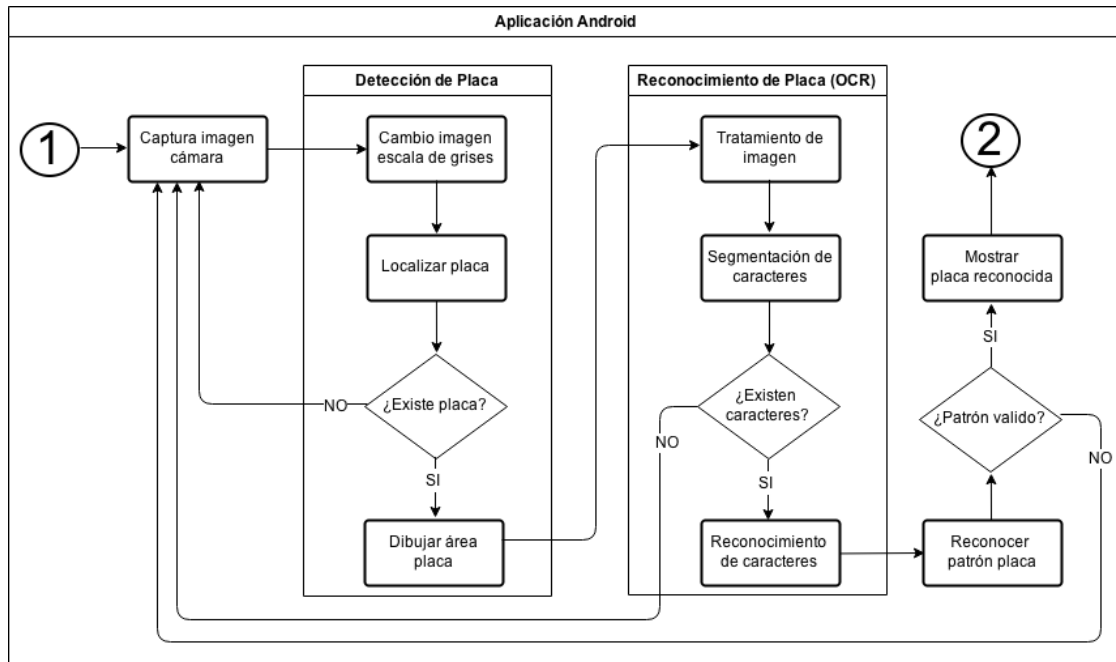 Aplicación Android
Detección de Placa
Reconocimiento de Placa (OCR)
1
Captura imagen
cámara
Cambio imagen
escala de grises
Localizar placa
¿Existe placa?
NO
SI
Dibujar área
placa
Tratamiento de
imagen
Segmentación de
caracteres
¿Existen
caracteres?
NO
SI
Reconocimiento
de caracteres
Reconocer
patrón placa
¿Patrón valido?
NO
SI
Mostrar
placa reconocida
2